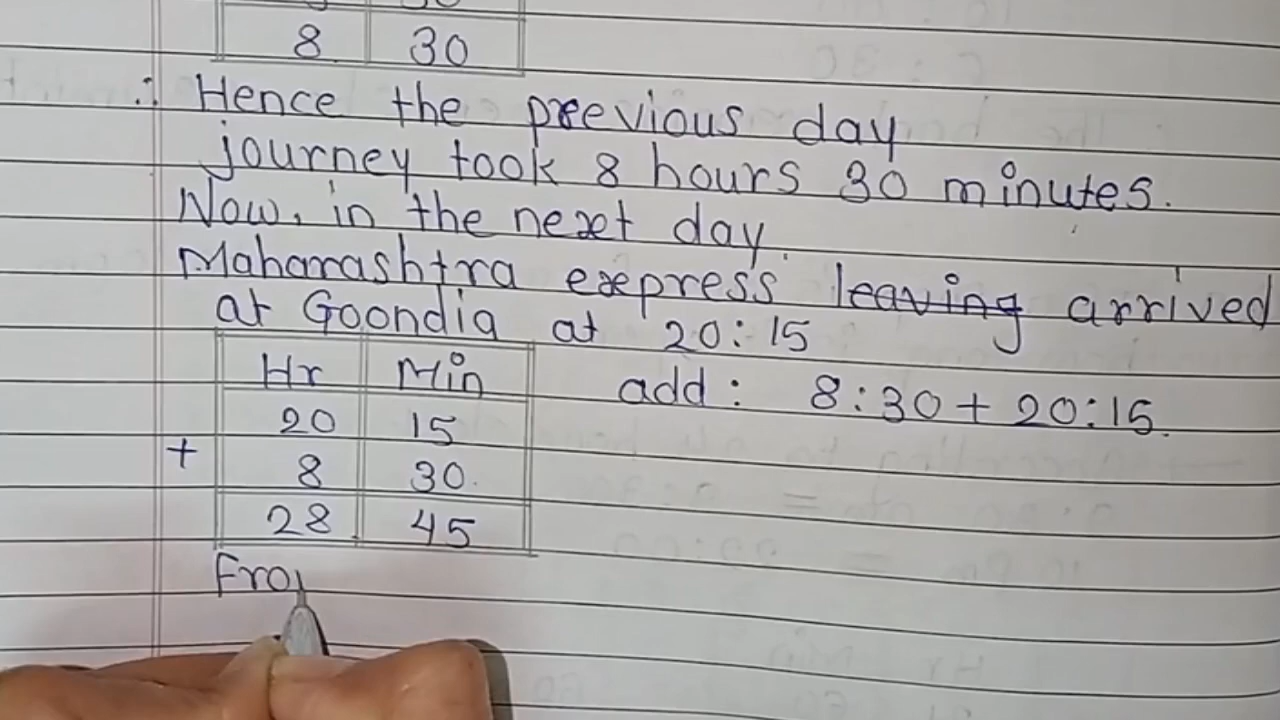 8 30
∴ Hence the previous day
journey took 8 hours 30 minutes.
Now, in the next day
Maharashtra express leaving arrived
at Goondia at 20:15
Hr Min add: 8:30 + 20:15.
20 15
+ 8 30
28 45
Fro